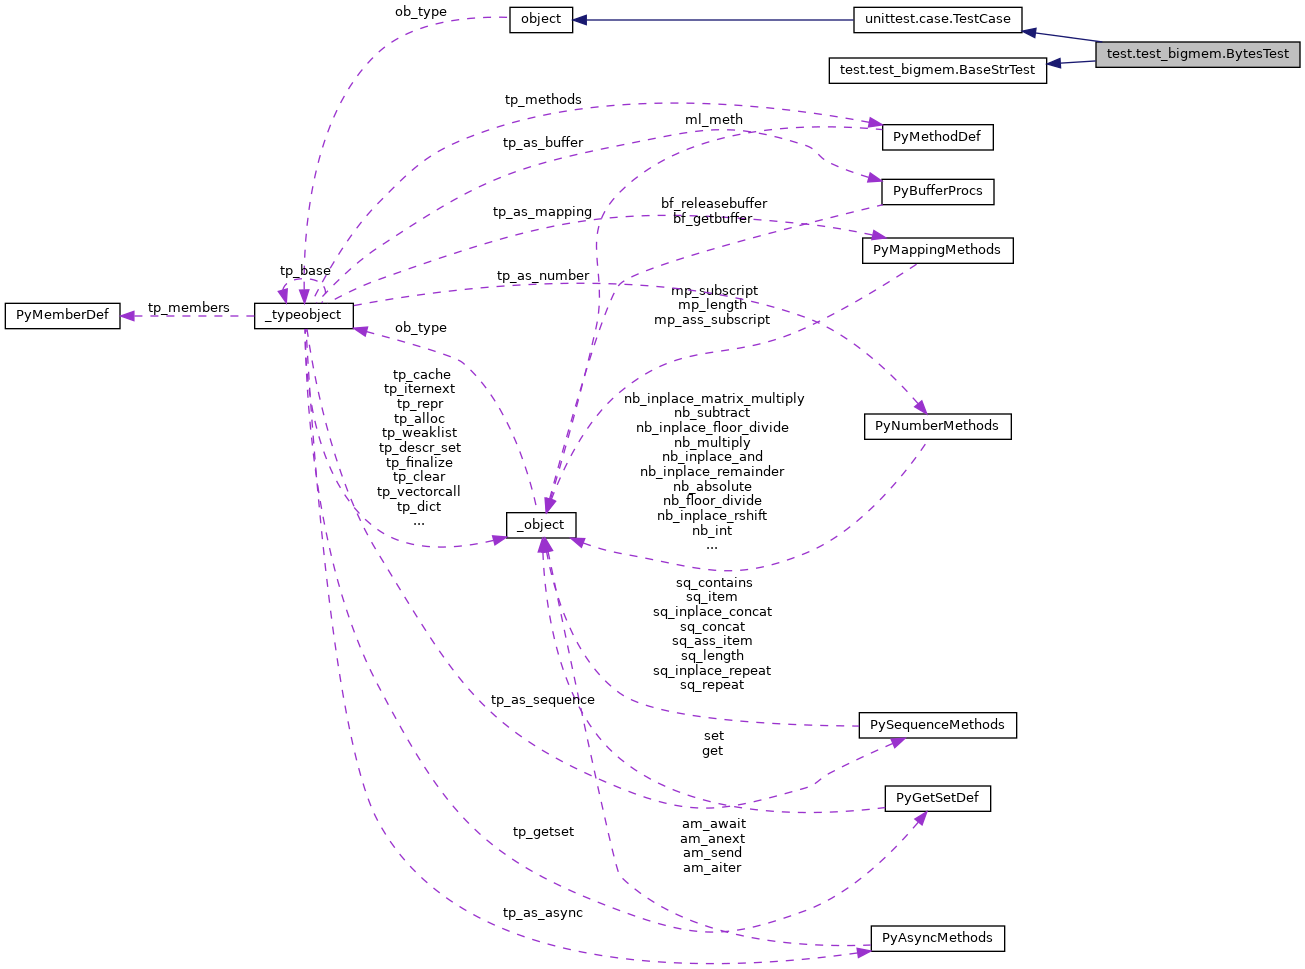 ob_type
object
unittest.case.TestCase
test.test_bigmem.BytesTest
test.test_bigmem.BaseStrTest
tp_methods
ml_meth
PyMethodDef
tp_as_buffer
PyBufferProcs
bf_releasebuffer
bf_getbuffer
tp_as_mapping
PyMappingMethods
tp_base
tp_as_number
mp_subscript
mp_length
mp_ass_subscript
PyMemberDef
tp_members
_typeobject
ob_type
tp_cache
tp_iternext
tp_repr
tp_alloc
tp_weaklist
tp_descr_set
tp_finalize
tp_clear
tp_vectorcall
tp_dict
...
nb_inplace_matrix_multiply
nb_subtract
nb_inplace_floor_divide
nb_multiply
nb_inplace_and
nb_inplace_remainder
nb_absolute
nb_floor_divide
nb_inplace_rshift
nb_int
...
PyNumberMethods
_object
sq_contains
sq_item
sq_inplace_concat
sq_concat
sq_ass_item
sq_length
sq_inplace_repeat
sq_repeat
tp_as_sequence
PySequenceMethods
set
get
PyGetSetDef
tp_getset
am_await
am_anext
am_send
am_aiter
tp_as_async
PyAsyncMethods